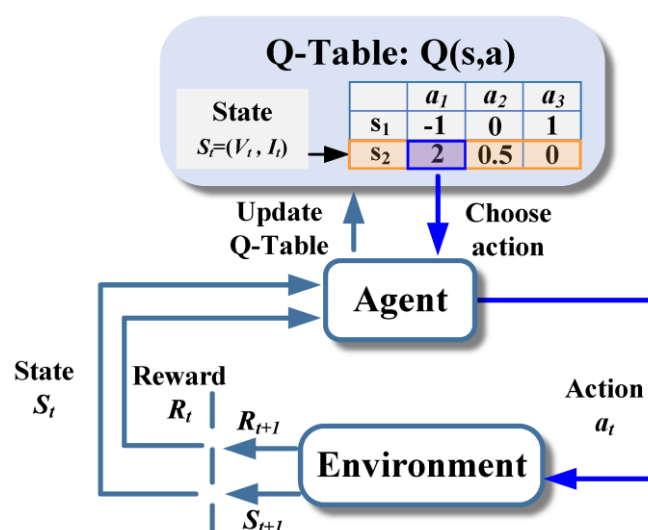 Q-Table: Q(s,a)
State
Sₜ=(Vₜ , Iₜ)
a₁ a₂ a₃
s₁ -1 0 1
s₂ 2 0.5 0
Update
Q-Table
Choose
action
Agent
State
Sₜ
Reward
Rₜ
Rₜ₊₁
Action
aₜ
Environment
Sₜ₊₁